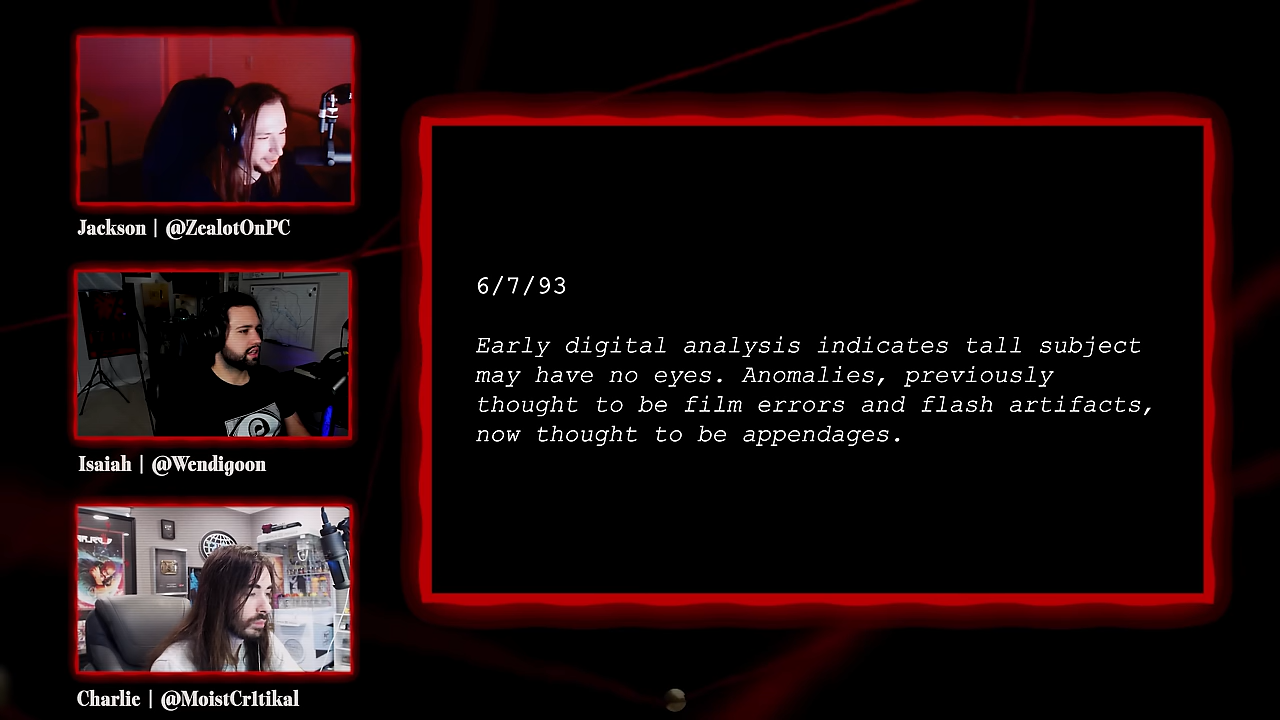 Jackson | @ZealotOnPC
Isaiah | @Wendigoon
Charlie | @MoistCr1tikal
6/7/93
Early digital analysis indicates tall subject
may have no eyes. Anomalies, previously
thought to be film errors and flash artifacts,
now thought to be appendages.